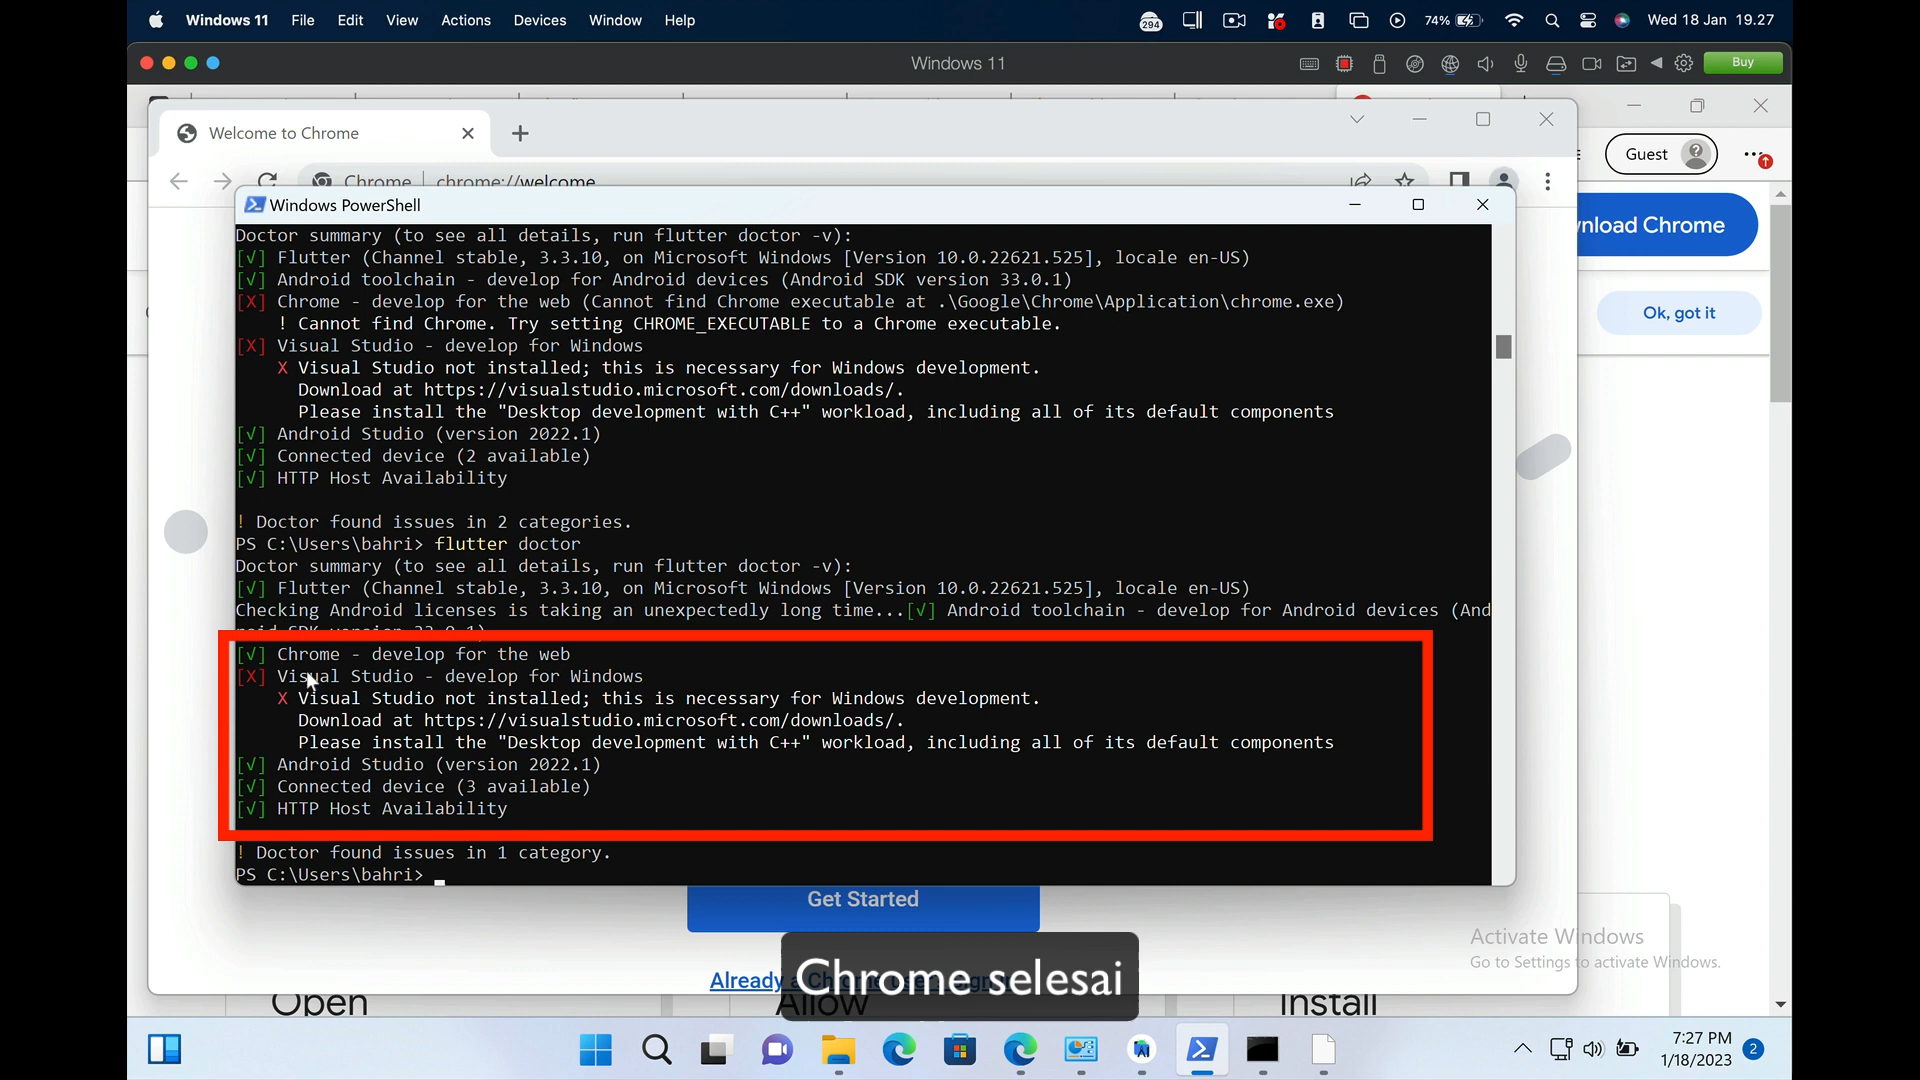 Windows 11 File Edit View Actions Devices Window Help
294 74% Wed 18 Jan 19.27
Windows 11
Buy
Welcome to Chrome
Guest
Chrome chrome://welcome
Windows PowerShell
nload Chrome
Ok, got it
Doctor summary (to see all details, run flutter doctor -v):
[√] Flutter (Channel stable, 3.3.10, on Microsoft Windows [Version 10.0.22621.525], locale en-US)
[√] Android toolchain - develop for Android devices (Android SDK version 33.0.1)
[X] Chrome - develop for the web (Cannot find Chrome executable at .\Google\Chrome\Application\chrome.exe)
! Cannot find Chrome. Try setting CHROME_EXECUTABLE to a Chrome executable.
[X] Visual Studio - develop for Windows
X Visual Studio not installed; this is necessary for Windows development.
Download at https://visualstudio.microsoft.com/downloads/.
Please install the "Desktop development with C++" workload, including all of its default components
[√] Android Studio (version 2022.1)
[√] Connected device (2 available)
[√] HTTP Host Availability
! Doctor found issues in 2 categories.
PS C:\Users\bahri> flutter doctor
Doctor summary (to see all details, run flutter doctor -v):
[√] Flutter (Channel stable, 3.3.10, on Microsoft Windows [Version 10.0.22621.525], locale en-US)
Checking Android licenses is taking an unexpectedly long time...[√] Android toolchain - develop for Android devices (And
roid SDK version 33.0.1)
[√] Chrome - develop for the web
[X] Visual Studio - develop for Windows
X Visual Studio not installed; this is necessary for Windows development.
Download at https://visualstudio.microsoft.com/downloads/.
Please install the "Desktop development with C++" workload, including all of its default components
[√] Android Studio (version 2022.1)
[√] Connected device (3 available)
[√] HTTP Host Availability
! Doctor found issues in 1 category.
PS C:\Users\bahri>
Get Started
Activate Windows
Go to Settings to activate Windows.
Already a
Chrome selesai
Open Allow Install
7:27 PM
1/18/2023 2